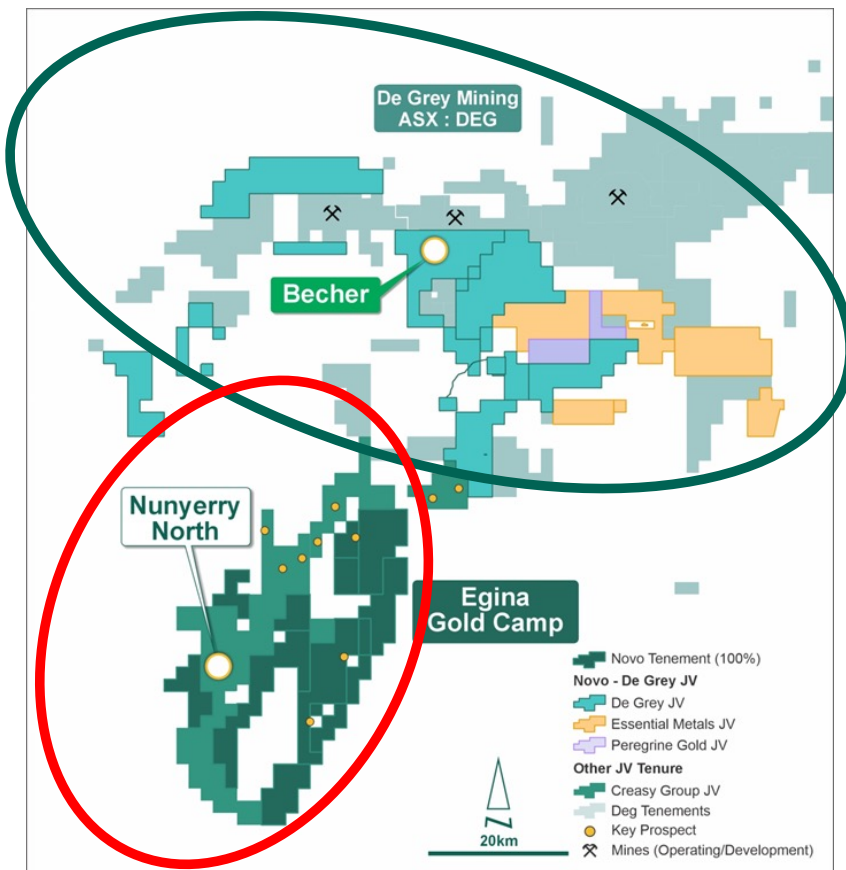 De Grey Mining
ASX : DEG
Becher
Nunyerry
North
Egina
Gold Camp
Novo Tenement (100%)
Novo - De Grey JV
De Grey JV
Essential Metals JV
Peregrine Gold JV
Other JV Tenure
Creasy Group JV
Deg Tenements
Key Prospect
Mines (Operating/Development)
20km